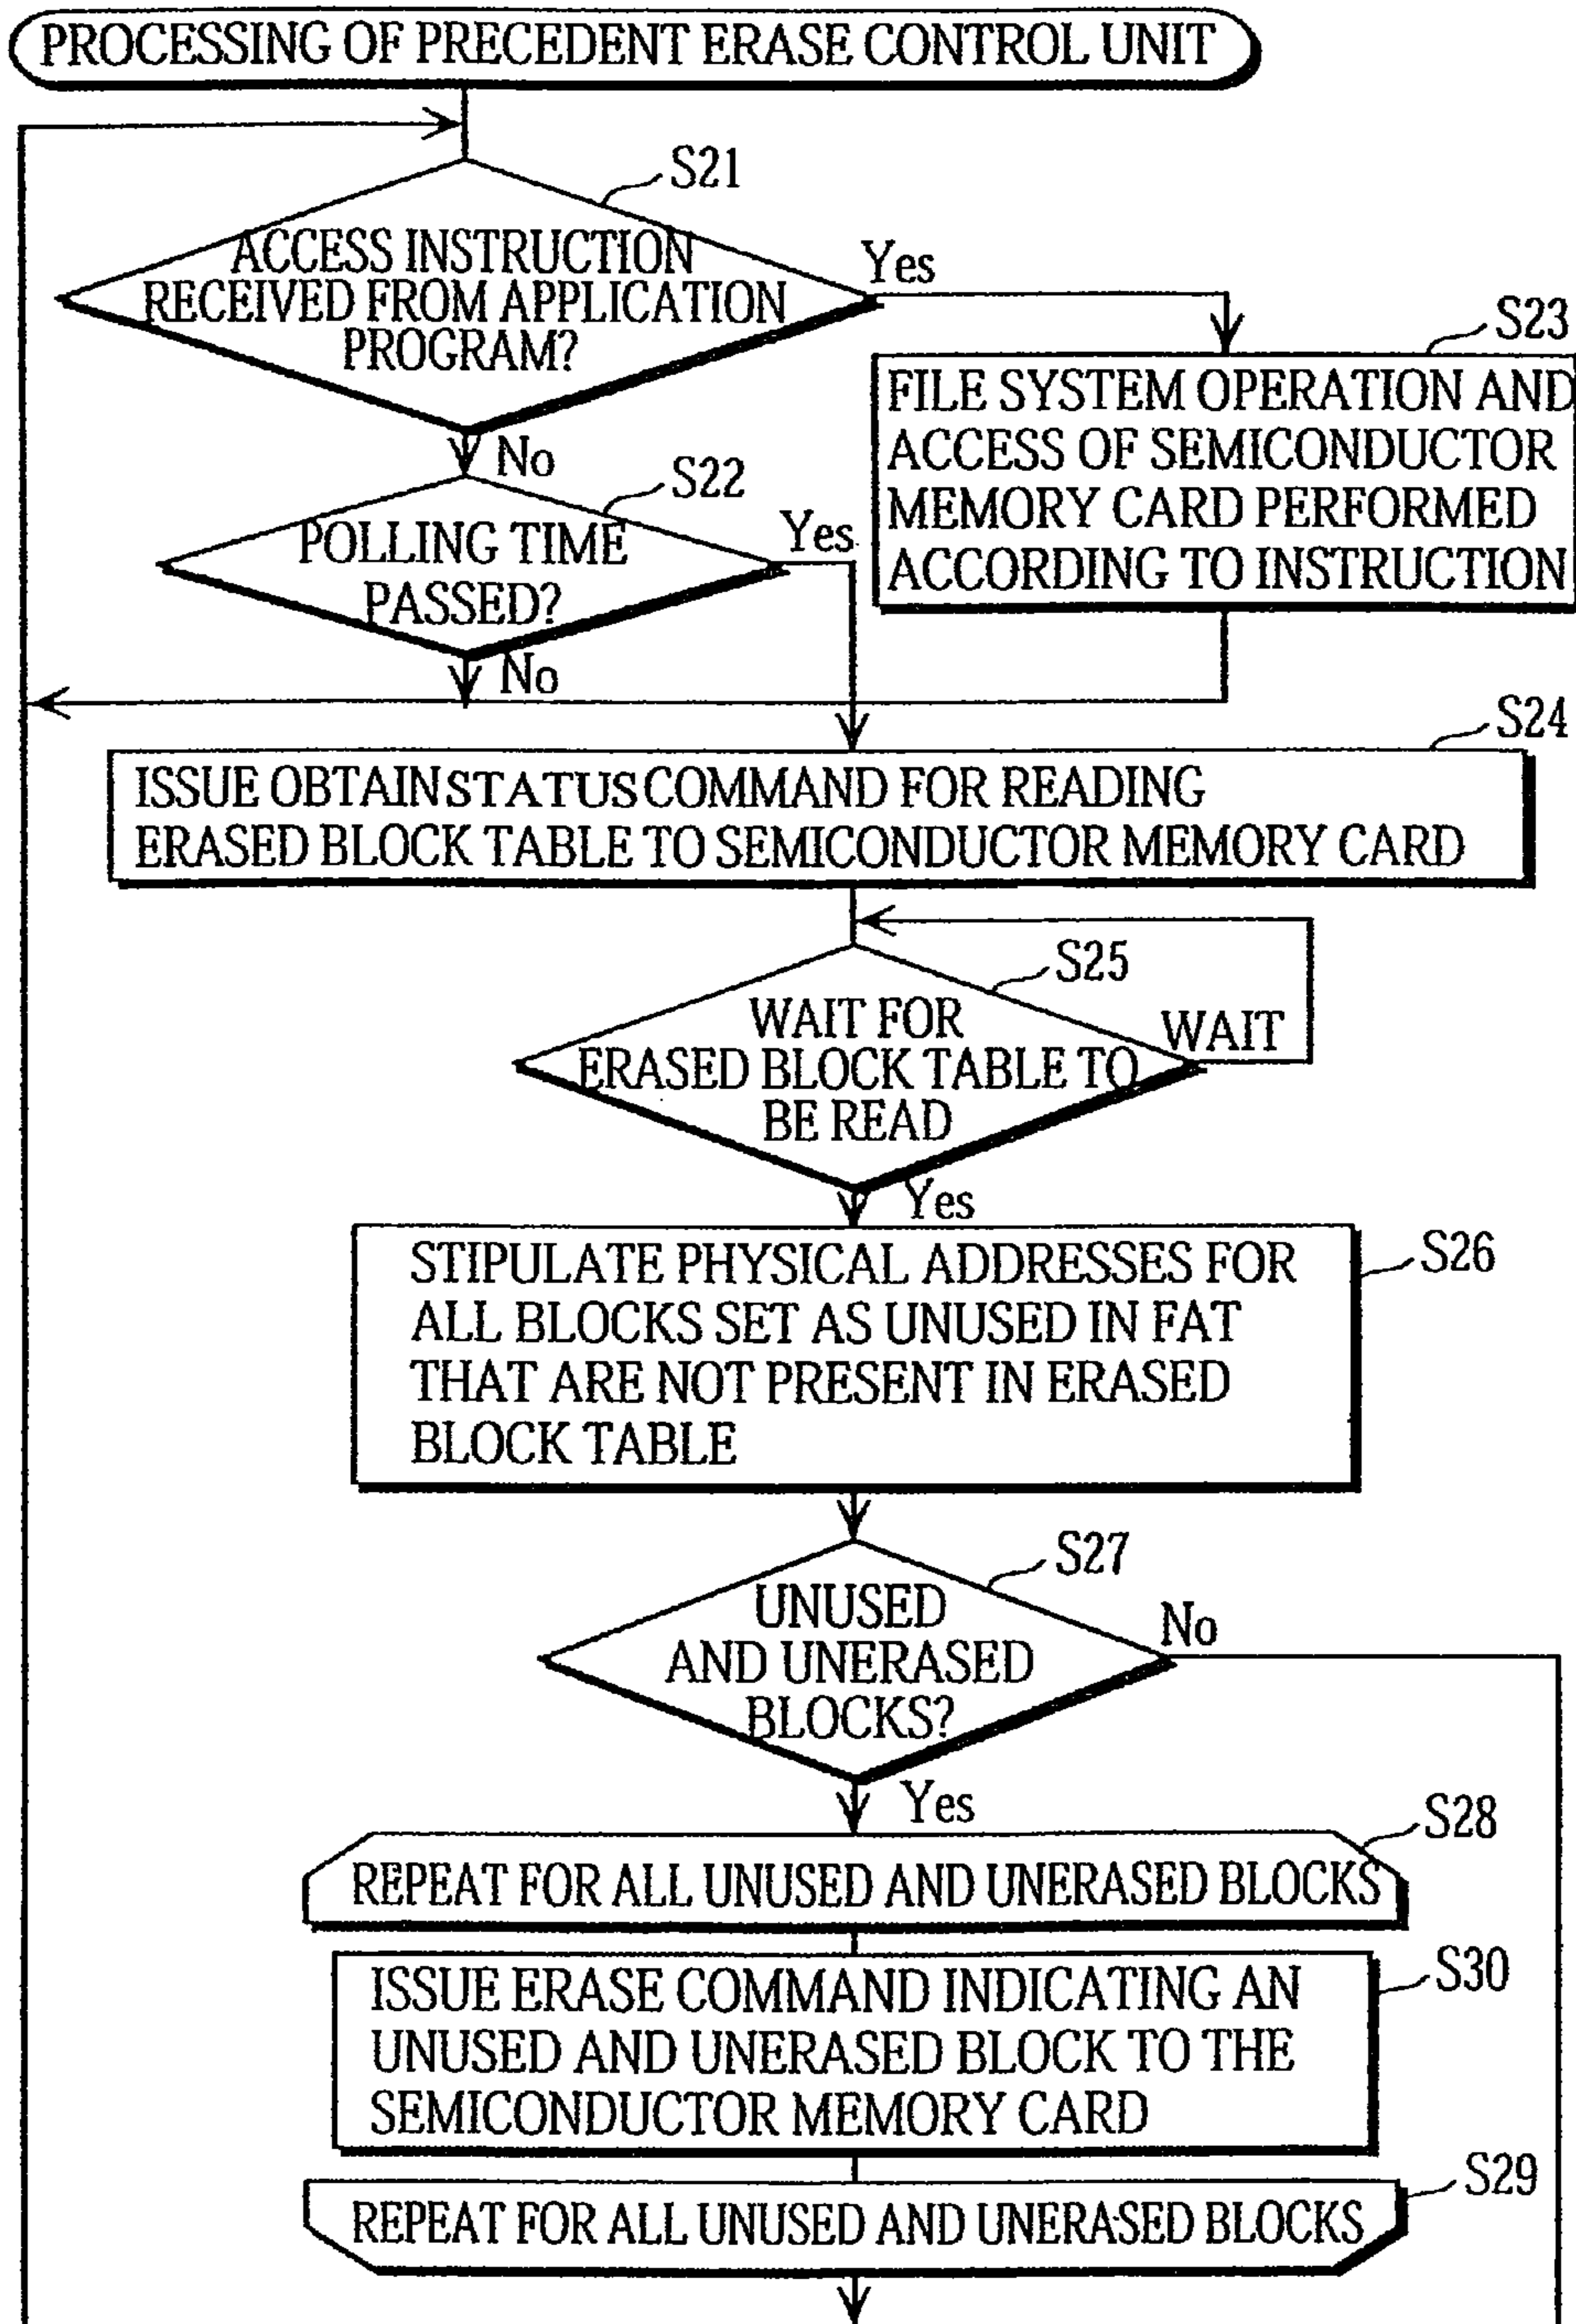 PROCESSING OF PRECEDENT ERASE CONTROL UNIT
S21
ACCESS INSTRUCTION
RECEIVED FROM APPLICATION
PROGRAM?
Yes
No
S23
FILE SYSTEM OPERATION AND
ACCESS OF SEMICONDUCTOR
MEMORY CARD PERFORMED
ACCORDING TO INSTRUCTION
S22
POLLING TIME
PASSED?
Yes
No
S24
ISSUE OBTAIN STATUS COMMAND FOR READING
ERASED BLOCK TABLE TO SEMICONDUCTOR MEMORY CARD
S25
WAIT FOR
ERASED BLOCK TABLE TO
BE READ
WAIT
Yes
S26
STIPULATE PHYSICAL ADDRESSES FOR
ALL BLOCKS SET AS UNUSED IN FAT
THAT ARE NOT PRESENT IN ERASED
BLOCK TABLE
S27
UNUSED
AND UNERASED
BLOCKS?
No
Yes
S28
REPEAT FOR ALL UNUSED AND UNERASED BLOCKS
S30
ISSUE ERASE COMMAND INDICATING AN
UNUSED AND UNERASED BLOCK TO THE
SEMICONDUCTOR MEMORY CARD
S29
REPEAT FOR ALL UNUSED AND UNERASED BLOCKS